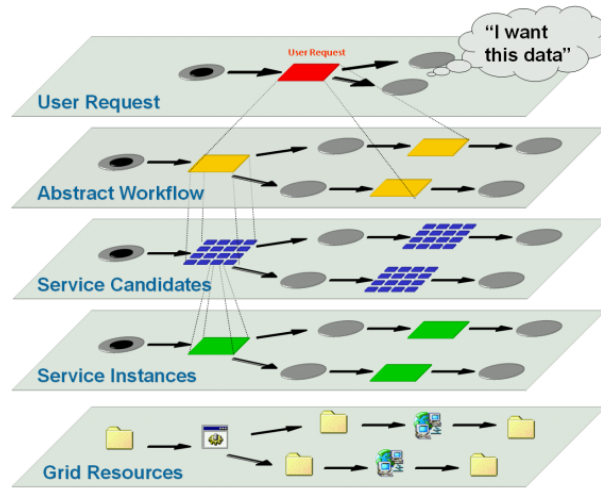 “I want
this data”
User Request
User Request
Abstract Workflow
Service Candidates
Service Instances
Grid Resources